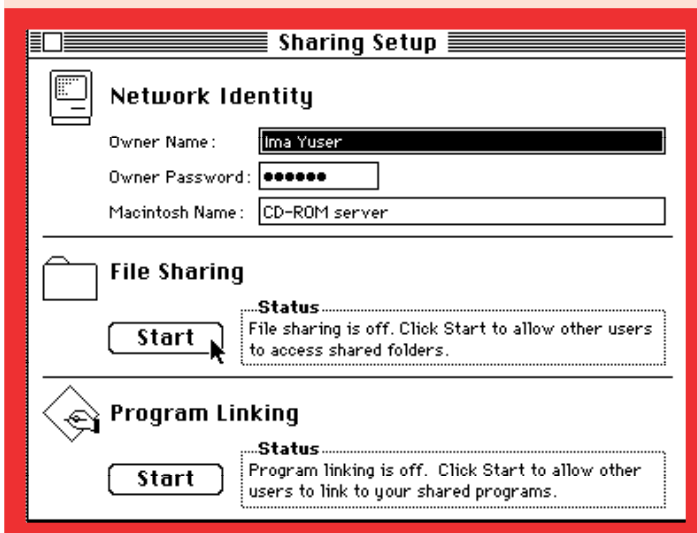 Sharing Setup
Network Identity
Owner Name: Ima Yuser
Owner Password: ●●●●●●
Macintosh Name: CD-ROM server
File Sharing
Status
Start
File sharing is off. Click Start to allow other users
to access shared folders.
Program Linking
Status
Start
Program linking is off. Click Start to allow other
users to link to your shared programs.